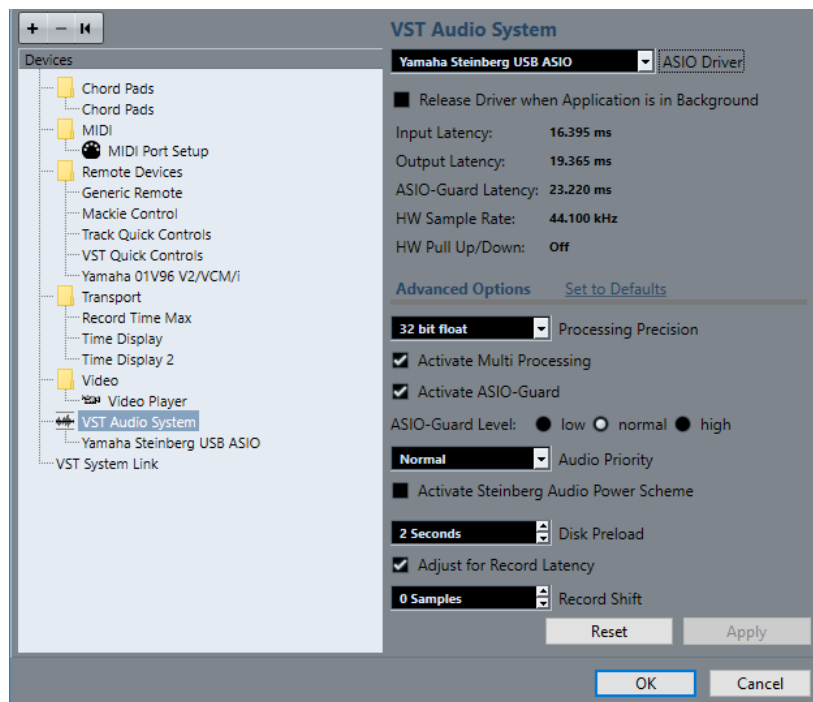 Devices
Chord Pads
Chord Pads
MIDI
MIDI Port Setup
Remote Devices
Generic Remote
Mackie Control
Track Quick Controls
VST Quick Controls
Yamaha 01V96 V2/VCM/i
Transport
Record Time Max
Time Display
Time Display 2
Video
Video Player
VST Audio System
Yamaha Steinberg USB ASIO
VST System Link
VST Audio System
Yamaha Steinberg USB ASIO ASIO Driver
Release Driver when Application is in Background
Input Latency: 16.395 ms
Output Latency: 19.365 ms
ASIO-Guard Latency: 23.220 ms
HW Sample Rate: 44.100 kHz
HW Pull Up/Down: Off
Advanced Options Set to Defaults
32 bit float Processing Precision
Activate Multi Processing
Activate ASIO-Guard
ASIO-Guard Level: low normal high
Normal Audio Priority
Activate Steinberg Audio Power Scheme
2 Seconds Disk Preload
Adjust for Record Latency
0 Samples Record Shift
Reset Apply
OK Cancel